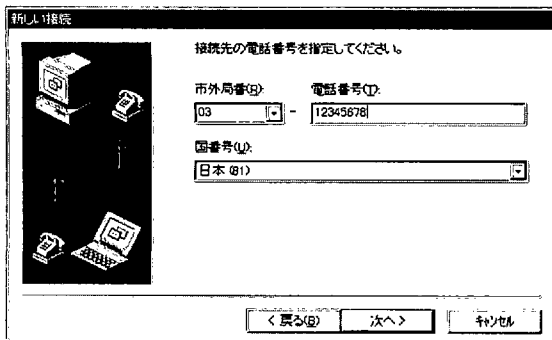 新しい接続
接続先の電話番号を指定してください。
市外局番(R): 電話番号(T):
03 - 12345678
国番号(U):
日本 (81)
< 戻る(B) 次へ > キャンセル